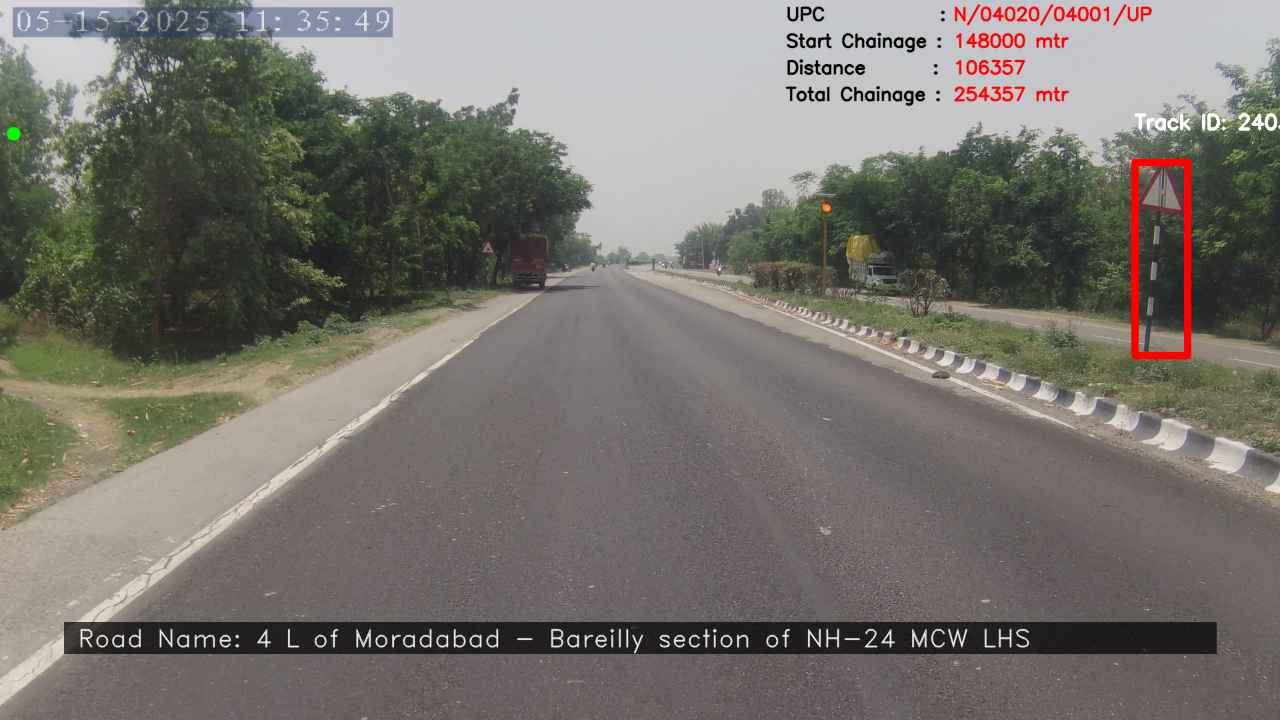 05-15-2025 11:35:49
UPC : N/04020/04001/UP
Start Chainage : 148000 mtr
Distance : 106357
Total Chainage : 254357 mtr
Track ID: 240
Road Name: 4 L of Moradabad - Bareilly section of NH-24 MCW LHS